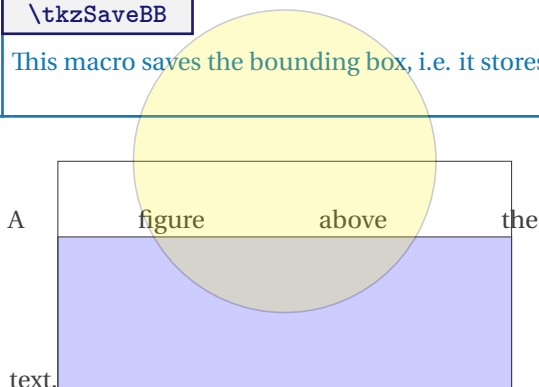 \tkzSaveBB
This macro saves the bounding box, i.e. it stores
A figure above the
text.